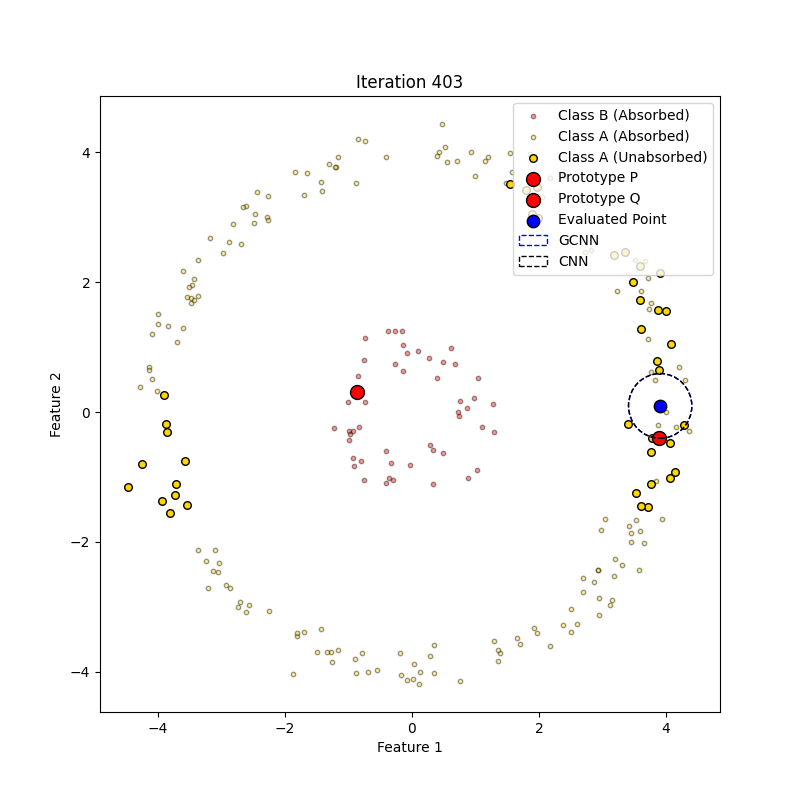 Iteration 403
Class B (Absorbed)
Class A (Absorbed)
Class A (Unabsorbed)
Prototype P
Prototype Q
Evaluated Point
GCNN
CNN
Feature 2
4
2
0
−2
−4
−4
−2
0
2
4
Feature 1